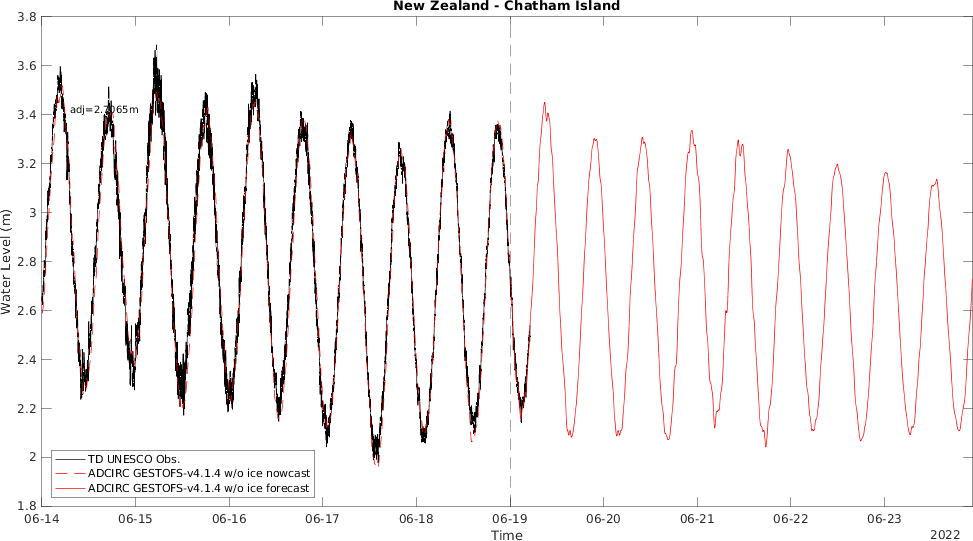 New Zealand - Chatham Island
3.8
3.6
3.4
3.2
3
2.8
2.6
2.4
2.2
2
1.8
Water Level (m)
adj=2.7065m
TD UNESCO Obs.
ADCIRC GESTOFS-v4.1.4 w/o ice nowcast
ADCIRC GESTOFS-v4.1.4 w/o ice forecast
06-14 06-15 06-16 06-17 06-18 06-19 06-20 06-21 06-22 06-23
Time
2022